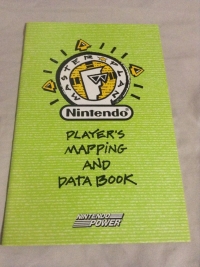 MASTER PLAN
Nintendo
PLAYER'S
MAPPING
AND
DATA BOOK
NINTENDO
POWER